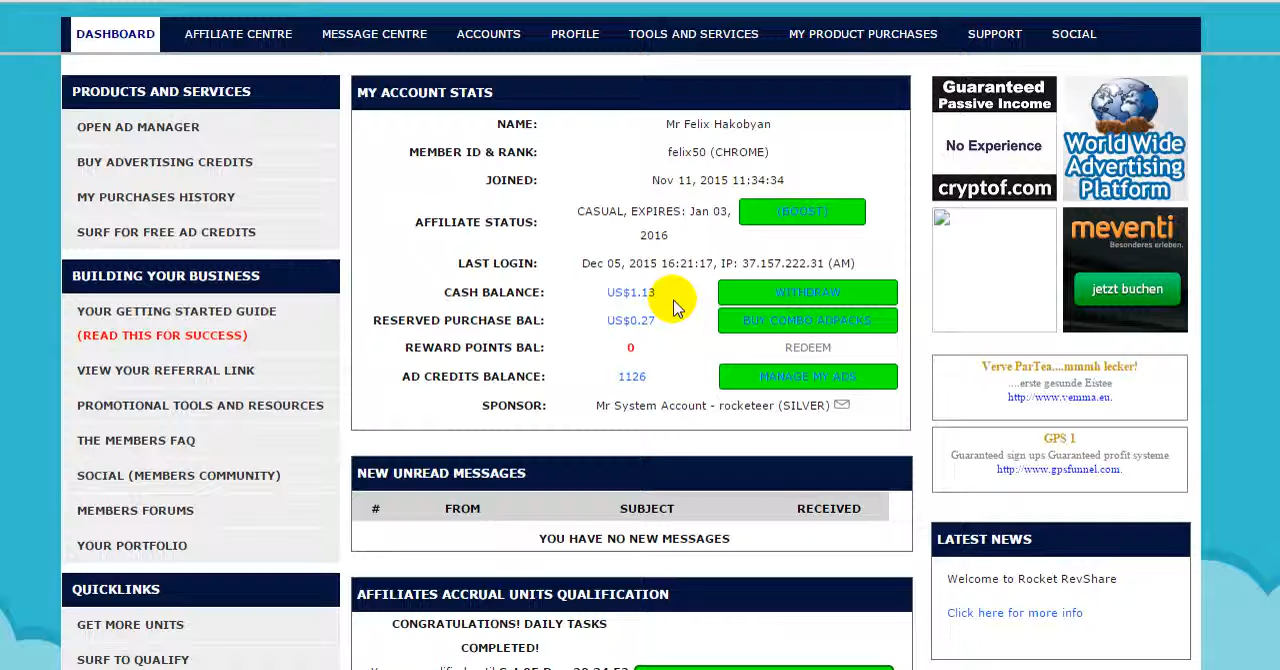 DASHBOARD AFFILIATE CENTRE MESSAGE CENTRE ACCOUNTS PROFILE TOOLS AND SERVICES MY PRODUCT PURCHASES SUPPORT SOCIAL
PRODUCTS AND SERVICES
OPEN AD MANAGER
BUY ADVERTISING CREDITS
MY PURCHASES HISTORY
SURF FOR FREE AD CREDITS
BUILDING YOUR BUSINESS
YOUR GETTING STARTED GUIDE
(READ THIS FOR SUCCESS)
VIEW YOUR REFERRAL LINK
PROMOTIONAL TOOLS AND RESOURCES
THE MEMBERS FAQ
SOCIAL (MEMBERS COMMUNITY)
MEMBERS FORUMS
YOUR PORTFOLIO
QUICKLINKS
GET MORE UNITS
SURF TO QUALIFY
MY ACCOUNT STATS
NAME: Mr Felix Hakobyan
MEMBER ID & RANK: felix50 (CHROME)
JOINED: Nov 11, 2015 11:34:34
AFFILIATE STATUS: CASUAL, EXPIRES: Jan 03, 2016 (BOOST)
LAST LOGIN: Dec 05, 2015 16:21:17, IP: 37.157.222.31 (AM)
CASH BALANCE: US$1.13 WITHDRAW
RESERVED PURCHASE BAL: US$0.27 BUY COMBO ADPACKS
REWARD POINTS BAL: 0 REDEEM
AD CREDITS BALANCE: 1126 MANAGE MY ADS
SPONSOR: Mr System Account - rocketeer (SILVER)
NEW UNREAD MESSAGES
# FROM SUBJECT RECEIVED
YOU HAVE NO NEW MESSAGES
AFFILIATES ACCRUAL UNITS QUALIFICATION
CONGRATULATIONS! DAILY TASKS
COMPLETED!
Guaranteed
Passive Income
No Experience
cryptof.com
World Wide
Advertising
Platform
meventi
Besonderes erleben.
jetzt buchen
Verve ParTea....mmmh lecker!
....erste gesunde Eistee
http://www.vemma.eu.
GPS 1
Guaranteed sign ups Guaranteed profit systeme
http://www.gpsfunnel.com.
LATEST NEWS
Welcome to Rocket RevShare
Click here for more info